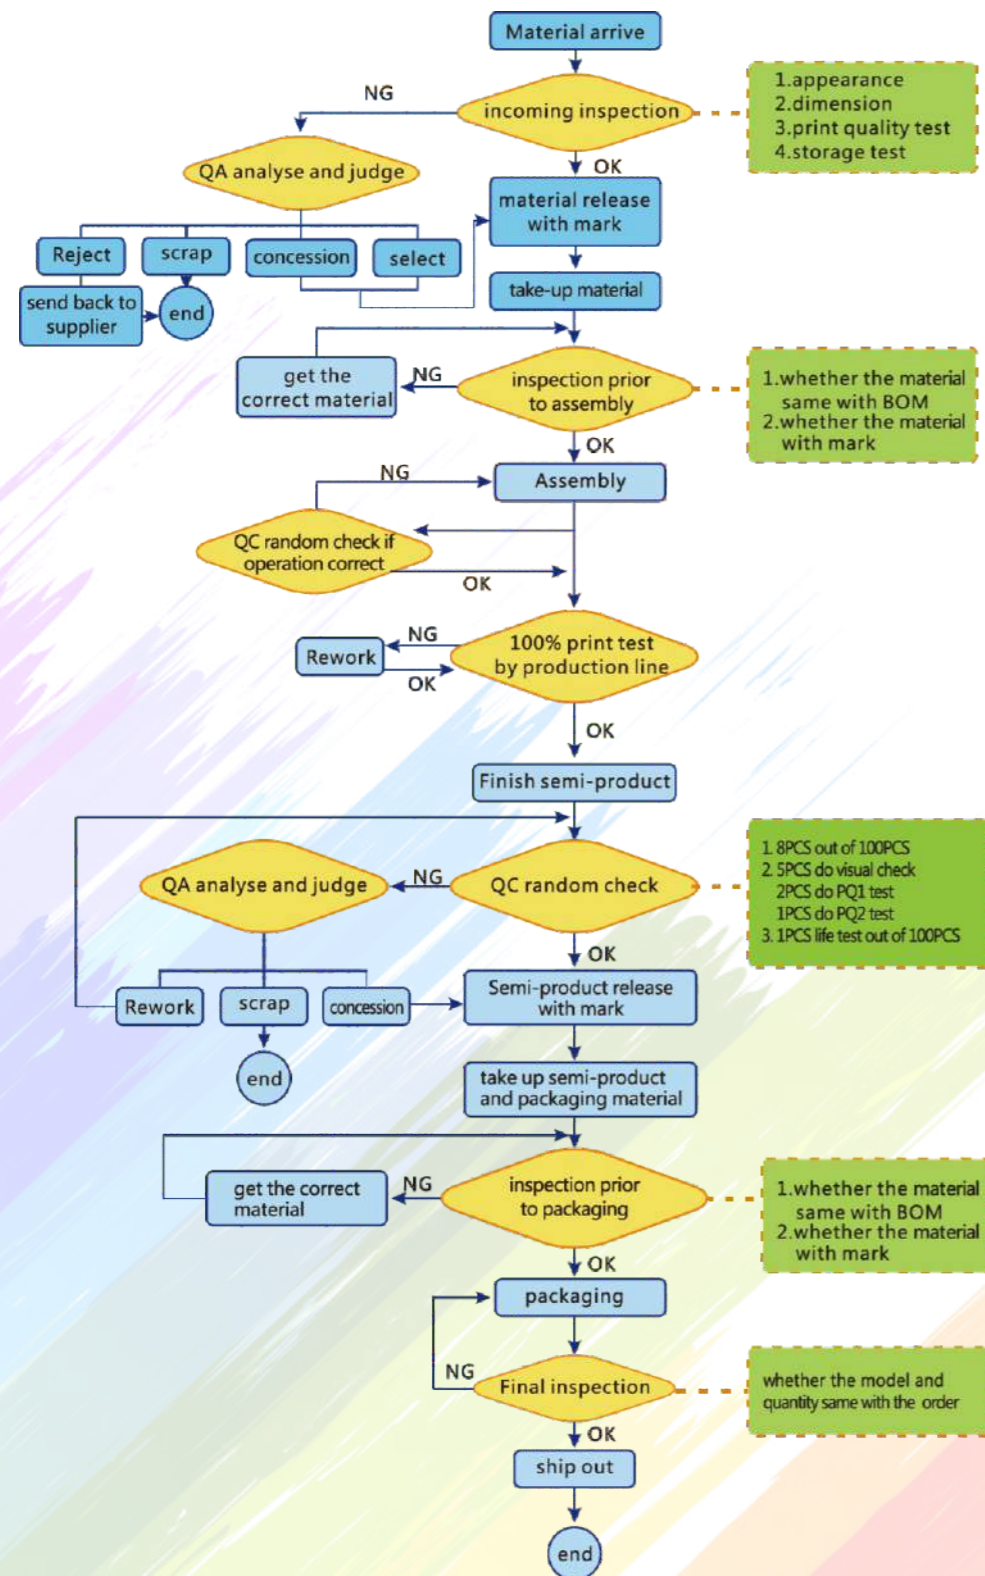 Material arrive
NG
incoming inspection
1.appearance
2.dimension
3.print quality test
4.storage test
QA analyse and judge
OK
material release
with mark
Reject
scrap
concession
select
send back to
supplier
end
take-up material
get the
correct material
NG
inspection prior
to assembly
1.whether the material
same with BOM
2.whether the material
with mark
OK
NG
Assembly
QC random check if
operation correct
OK
NG
Rework
OK
100% print test
by production line
OK
Finish semi-product
QA analyse and judge
NG
QC random check
1. 8PCS out of 100PCS
2. 5PCS do visual check
2PCS do PQ1 test
1PCS do PQ2 test
3. 1PCS life test out of 100PCS
OK
Rework
scrap
concession
Semi-product release
with mark
end
take up semi-product
and packaging material
get the correct
material
NG
inspection prior
to packaging
1.whether the material
same with BOM
2.whether the material
with mark
OK
packaging
NG
Final inspection
whether the model and
quantity same with the order
OK
ship out
end